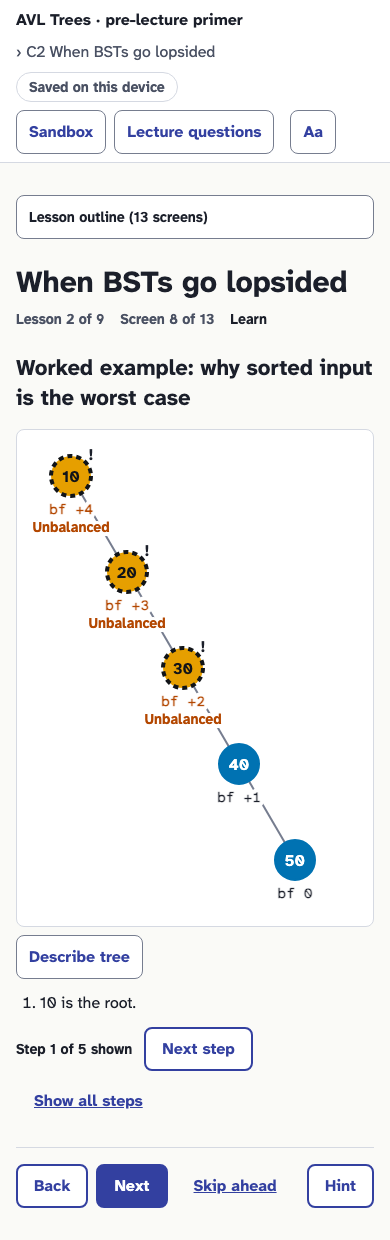 AVL Trees · pre-lecture primer
› C2 When BSTs go lopsided
Saved on this device
Sandbox
Lecture questions
Aa
Lesson outline (13 screens)
When BSTs go lopsided
Lesson 2 of 9 Screen 8 of 13 Learn
Worked example: why sorted input
is the worst case
!
10
bf +4
Unbalanced
!
20
bf +3
Unbalanced
!
30
bf +2
Unbalanced
40
bf +1
50
bf 0
Describe tree
1. 10 is the root.
Step 1 of 5 shown
Next step
Show all steps
Back
Next
Skip ahead
Hint